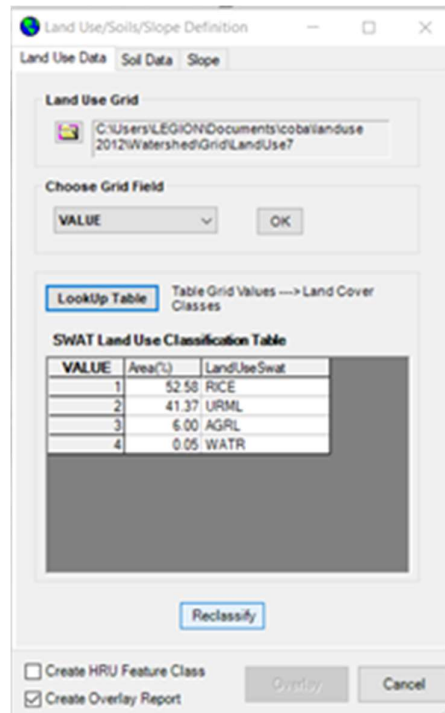 Land Use/Soils/Slope Definition
Land Use Data Soil Data Slope
Land Use Grid
C:\Users\LEGION\Documents\coba\landuse
2012\Watershed\Grid\LandUse7
Choose Grid Field
VALUE OK
LookUp Table Table Grid Values ---> Land Cover
Classes
SWAT Land Use Classification Table
VALUE Area(%) LandUseSwat
1 52.58 RICE
2 41.37 URML
3 6.00 AGRL
4 0.05 WATR
Reclassify
Create HRU Feature Class
Create Overlay Report
Overlay Cancel